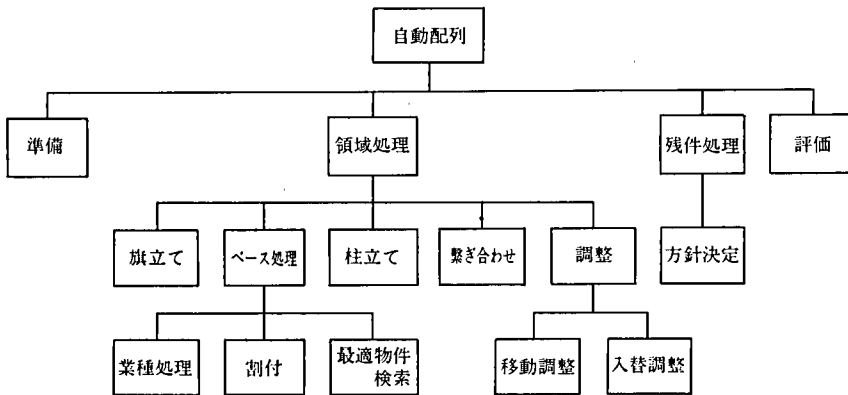 自動配列
準備
領域処理
残件処理
評価
旗立て
ベース処理
柱立て
繋ぎ合わせ
調整
方針決定
業種処理
割付
最適物件
検索
移動調整
入替調整